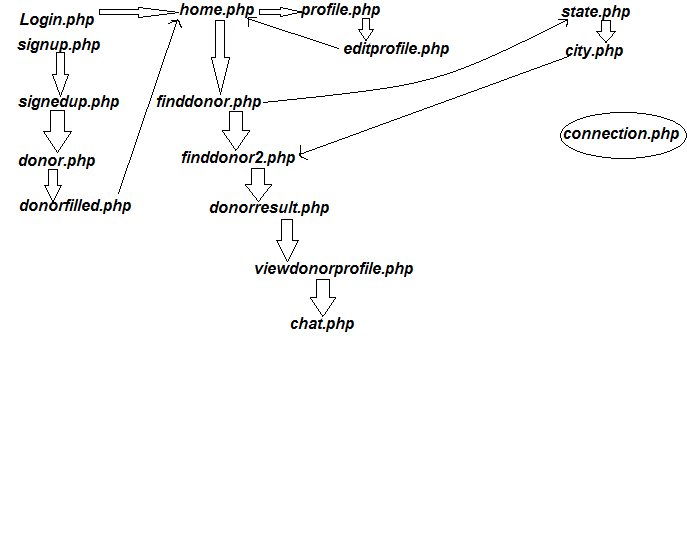 Login.php
home.php
profile.php
state.php
signup.php
editprofile.php
city.php
signedup.php
finddonor.php
connection.php
donor.php
finddonor2.php
donorfilled.php
donorresult.php
viewdonorprofile.php
chat.php